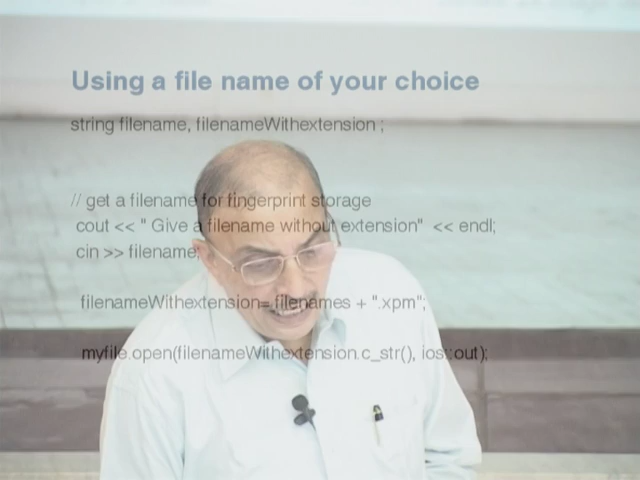 Using a file name of your choice
string filename, filenameWithextension ;
// get a filename for fingerprint storage
cout << " Give a filename without extension" << endl;
cin >> filename;
filenameWithextension= filenames + ".xpm";
myfile.open(filenameWithextension.c_str(), ios::out);